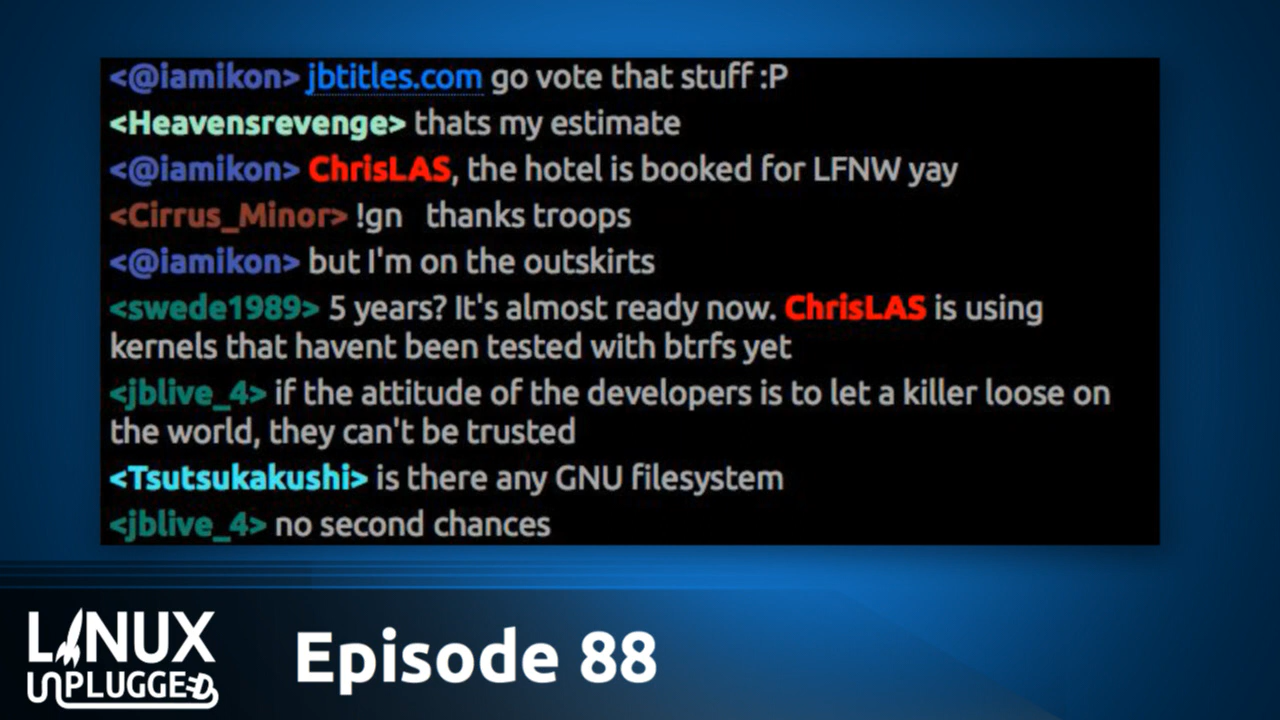 <@iamikon> jbtitles.com go vote that stuff :P
<Heavensrevenge> thats my estimate
<@iamikon> ChrisLAS, the hotel is booked for LFNW yay
<Cirrus_Minor> !gn   thanks troops
<@iamikon> but I'm on the outskirts
<swede1989> 5 years? It's almost ready now. ChrisLAS is using
kernels that havent been tested with btrfs yet
<jblive_4> if the attitude of the developers is to let a killer loose on
the world, they can't be trusted
<Tsutsukakushi> is there any GNU filesystem
<jblive_4> no second chances
LINUX
UNPLUGGED
Episode 88